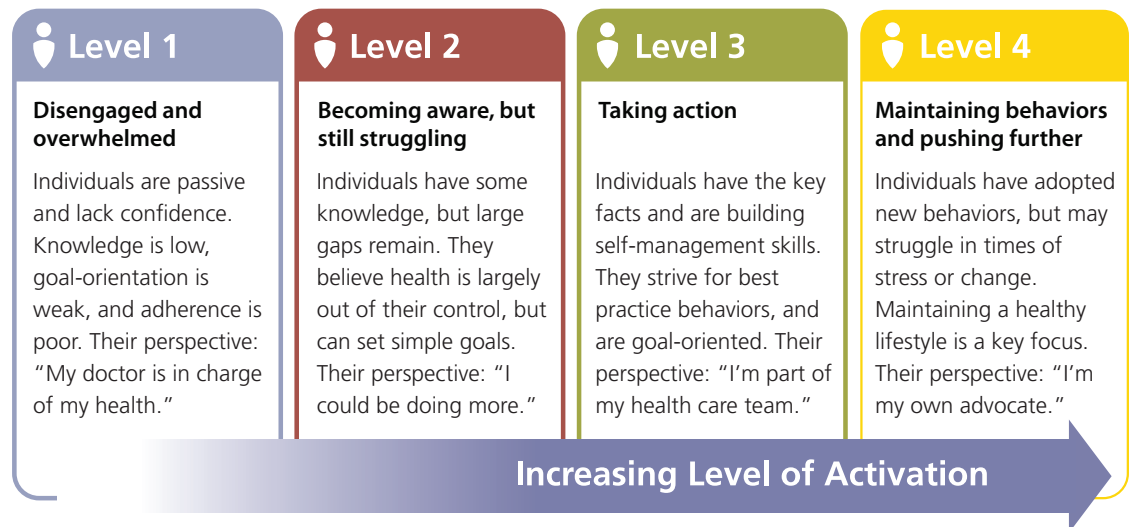 Level 1
Disengaged and
overwhelmed
Individuals are passive
and lack confidence.
Knowledge is low,
goal-orientation is
weak, and adherence is
poor. Their perspective:
“My doctor is in charge
of my health.”
Level 2
Becoming aware, but
still struggling
Individuals have some
knowledge, but large
gaps remain. They
believe health is largely
out of their control, but
can set simple goals.
Their perspective: “I
could be doing more.”
Level 3
Taking action
Individuals have the key
facts and are building
self-management skills.
They strive for best
practice behaviors, and
are goal-oriented. Their
perspective: “I’m part of
my health care team.”
Level 4
Maintaining behaviors
and pushing further
Individuals have adopted
new behaviors, but may
struggle in times of
stress or change.
Maintaining a healthy
lifestyle is a key focus.
Their perspective: “I’m
my own advocate.”
Increasing Level of Activation